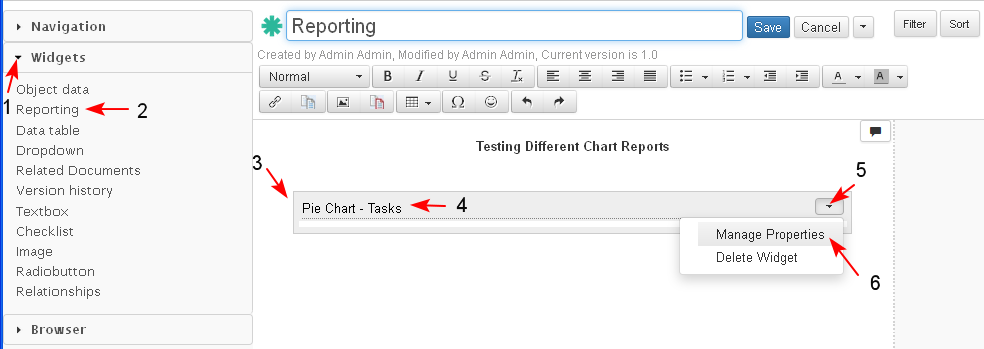 Navigation
Widgets
1
Object data
Reporting
2
Data table
Dropdown
Related Documents
Version history
Textbox
Checklist
Image
Radiobutton
Relationships
Browser
Reporting
Save
Cancel
Filter
Sort
Created by Admin Admin, Modified by Admin Admin, Current version is 1.0
Normal
B I U S Tx
A A
Testing Different Chart Reports
3
5
Pie Chart - Tasks
4
Manage Properties
Delete Widget
6